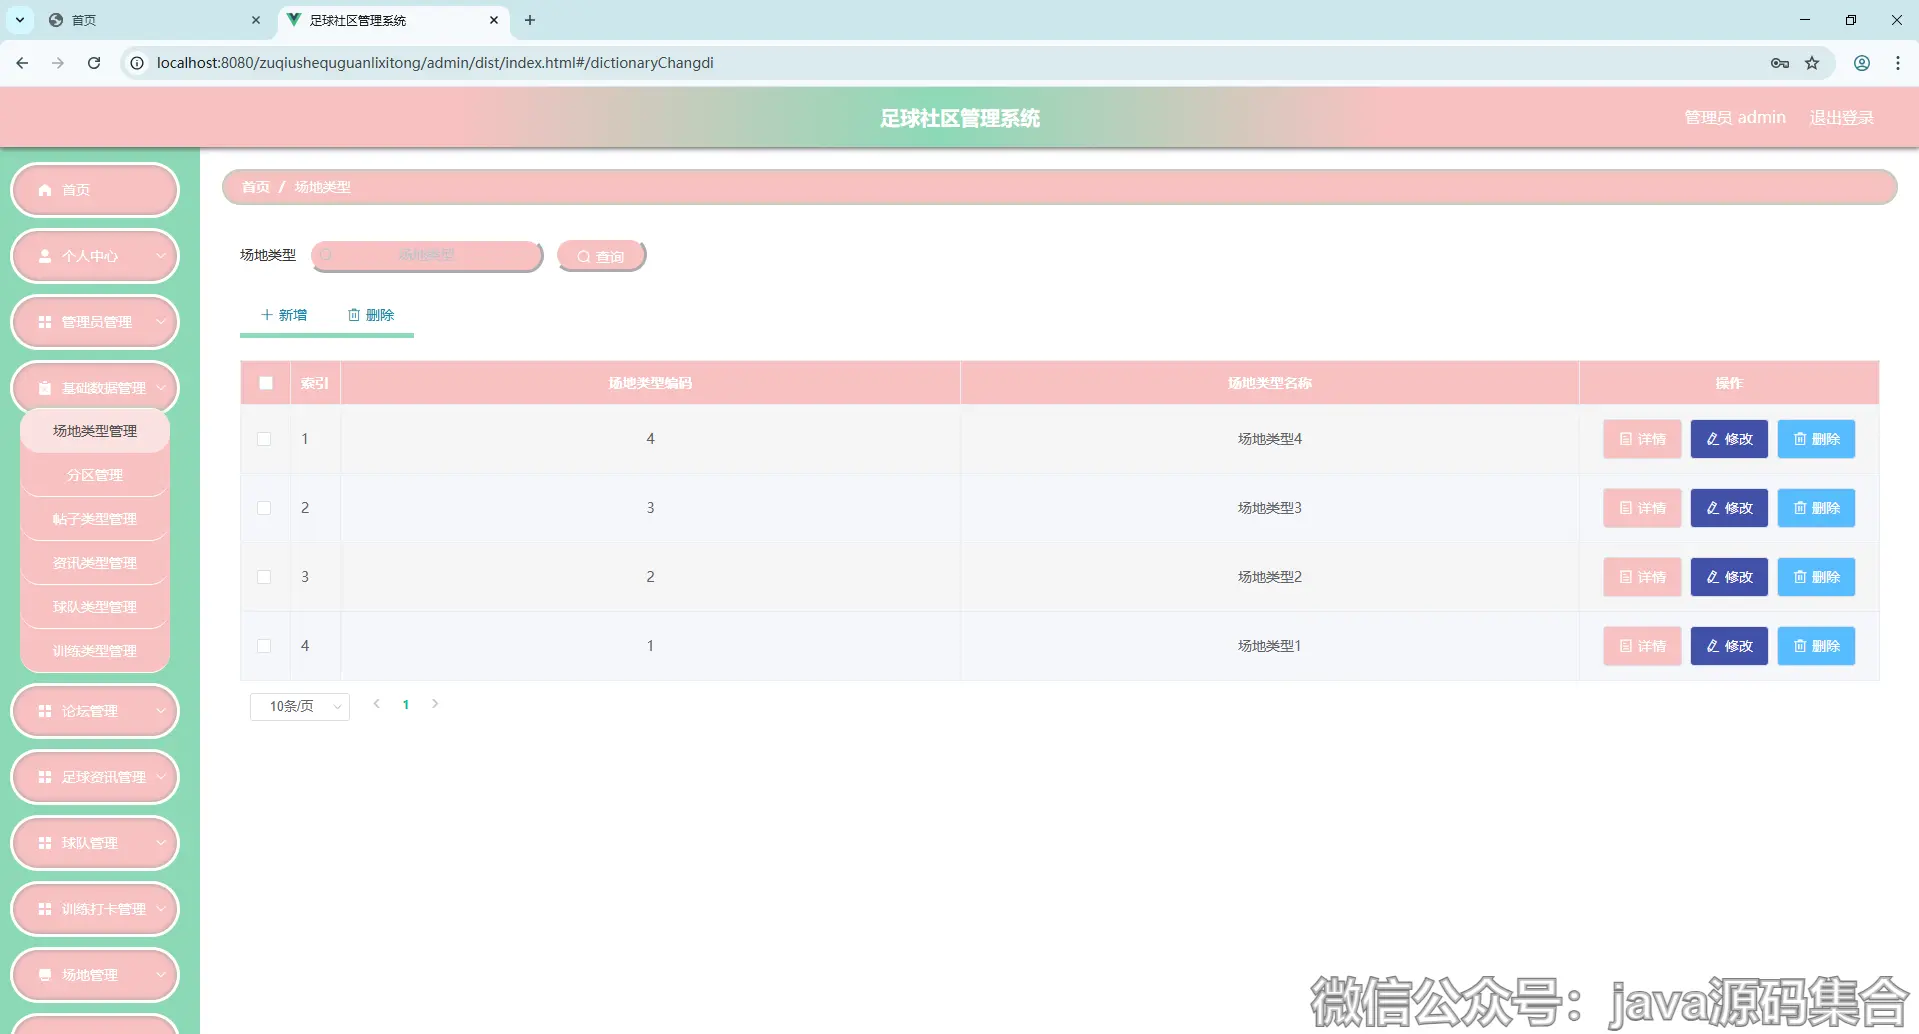 首页
足球社区管理系统
localhost:8080/zuqiushequguanlixitong/admin/dist/index.html#/dictionaryChangdi
足球社区管理系统
管理员 admin
退出登录
首页
个人中心
管理员管理
基础数据管理
场地类型管理
分区管理
帖子类型管理
资讯类型管理
球队类型管理
训练类型管理
论坛管理
足球资讯管理
球队管理
训练打卡管理
场地管理
首页 / 场地类型
场地类型 场地类型 查询
新增 删除
索引 场地类型编码 场地类型名称 操作
1 4 场地类型4 详情 修改 删除
2 3 场地类型3 详情 修改 删除
3 2 场地类型2 详情 修改 删除
4 1 场地类型1 详情 修改 删除
10条/页 1
微信公众号：java源码集合